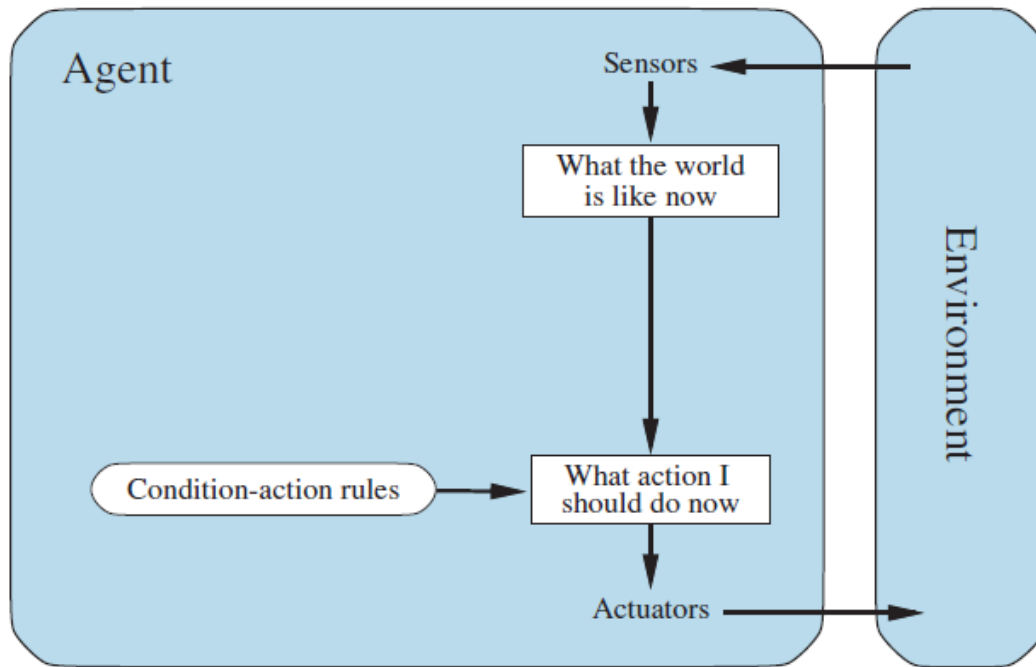 Agent
Sensors
What the world
is like now
Environment
Condition-action rules
What action I
should do now
Actuators